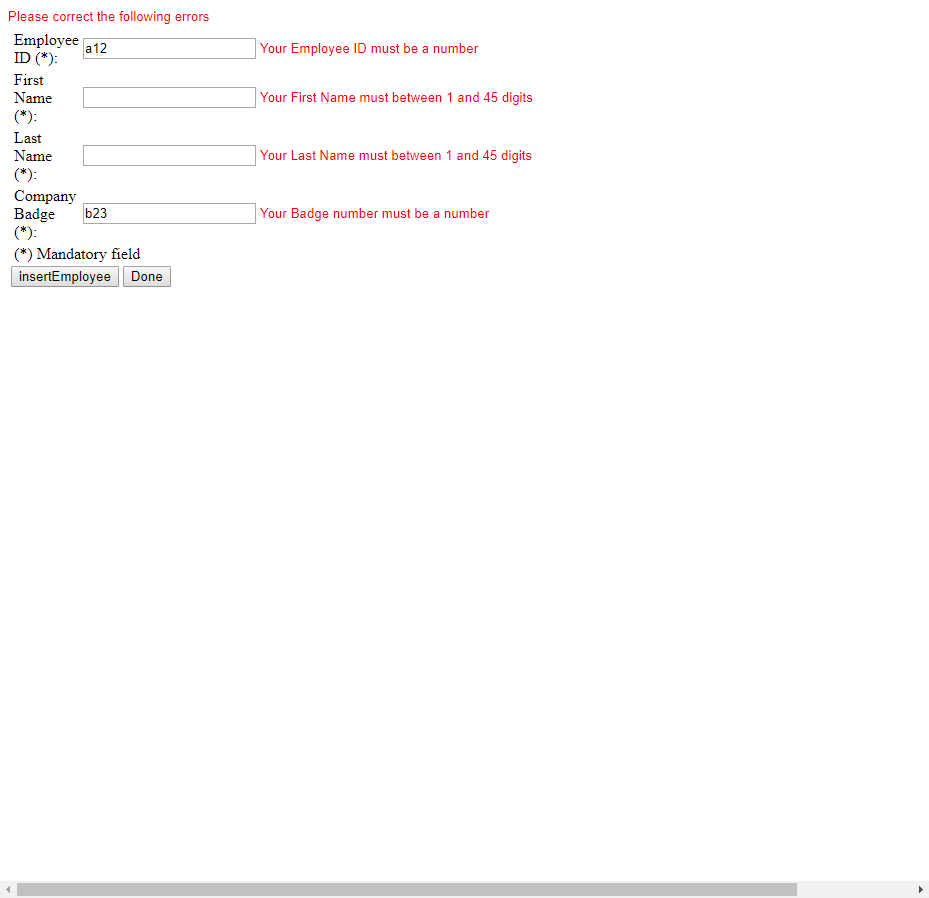 Please correct the following errors
Employee
ID (*):
a12 Your Employee ID must be a number
First
Name
(*):
Your First Name must between 1 and 45 digits
Last
Name
(*):
Your Last Name must between 1 and 45 digits
Company
Badge
(*):
b23 Your Badge number must be a number
(*) Mandatory field
insertEmployee Done